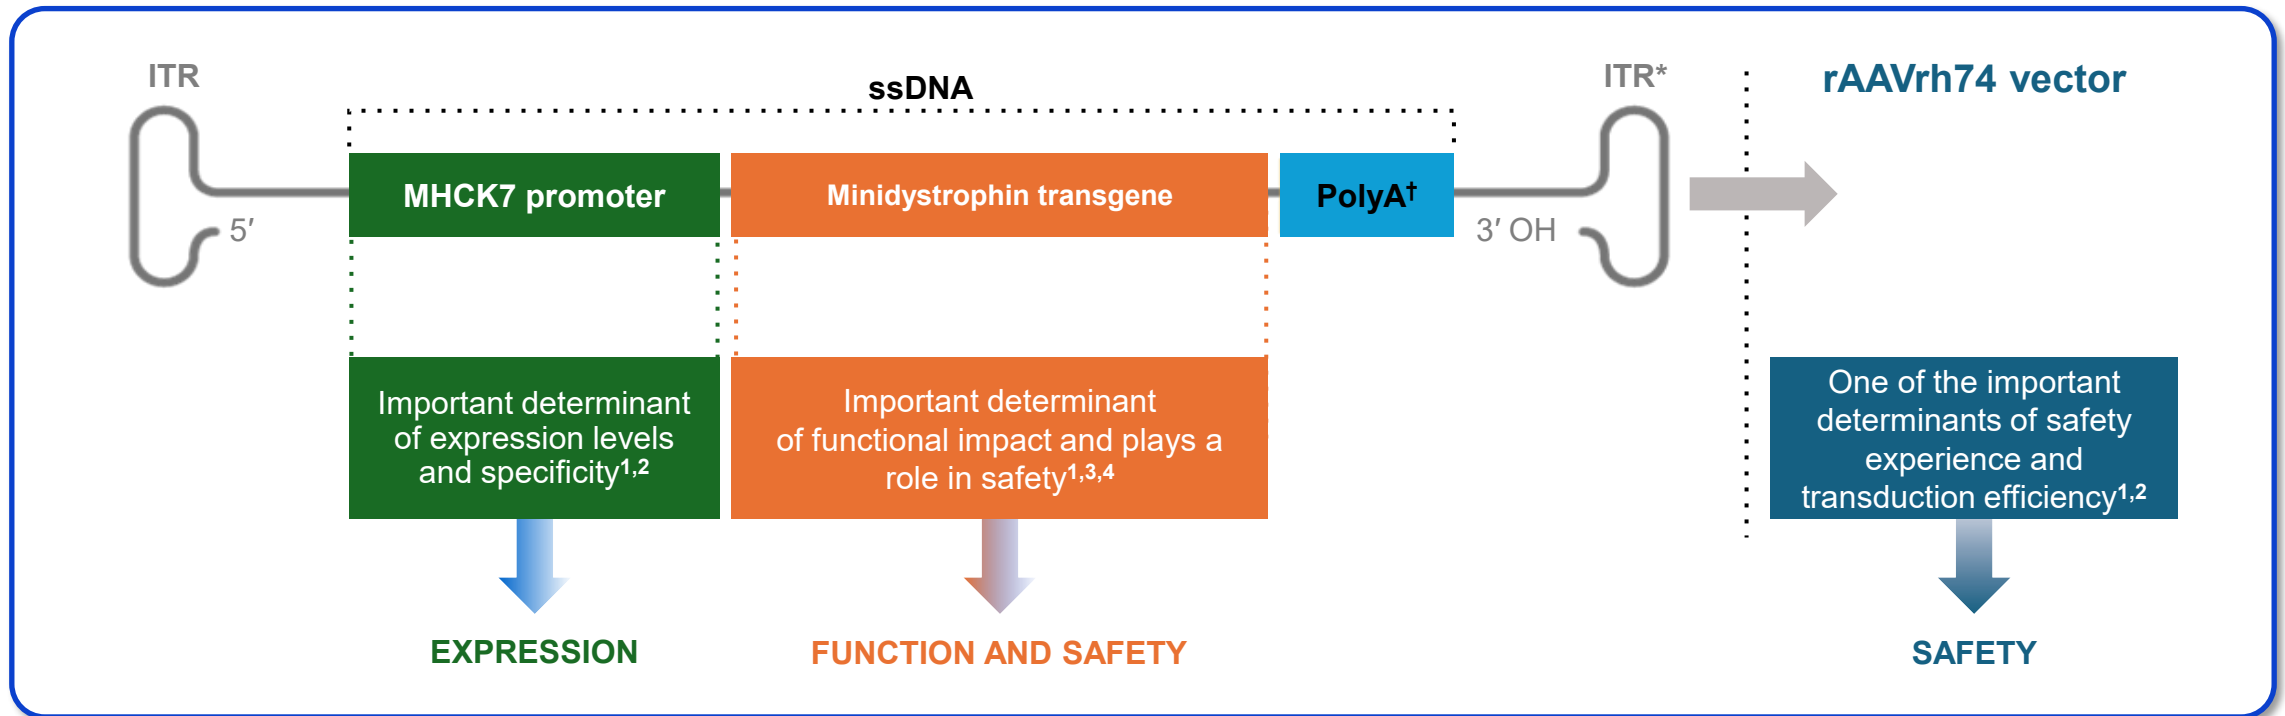 ITR
ssDNA
ITR*
rAAVrh74 vector
MHCK7 promoter
Minidystrophin transgene
PolyA†
5′
3′ OH
Important determinant
of expression levels
and specificity1,2
Important determinant
of functional impact and plays a
role in safety1,3,4
One of the important
determinants of safety
experience and
transduction efficiency1,2
EXPRESSION
FUNCTION AND SAFETY
SAFETY